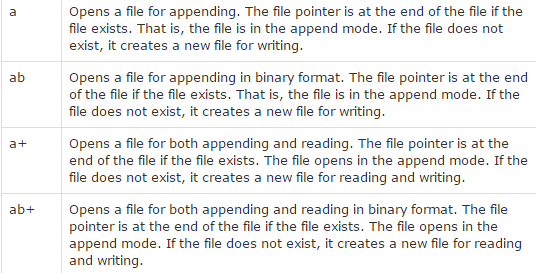 a Opens a file for appending. The file pointer is at the end of the file if the
file exists. That is, the file is in the append mode. If the file does not
exist, it creates a new file for writing.
ab Opens a file for appending in binary format. The file pointer is at the end
of the file if the file exists. That is, the file is in the append mode. If the
file does not exist, it creates a new file for writing.
a+ Opens a file for both appending and reading. The file pointer is at the
end of the file if the file exists. The file opens in the append mode. If the
file does not exist, it creates a new file for reading and writing.
ab+ Opens a file for both appending and reading in binary format. The file
pointer is at the end of the file if the file exists. The file opens in the
append mode. If the file does not exist, it creates a new file for reading
and writing.